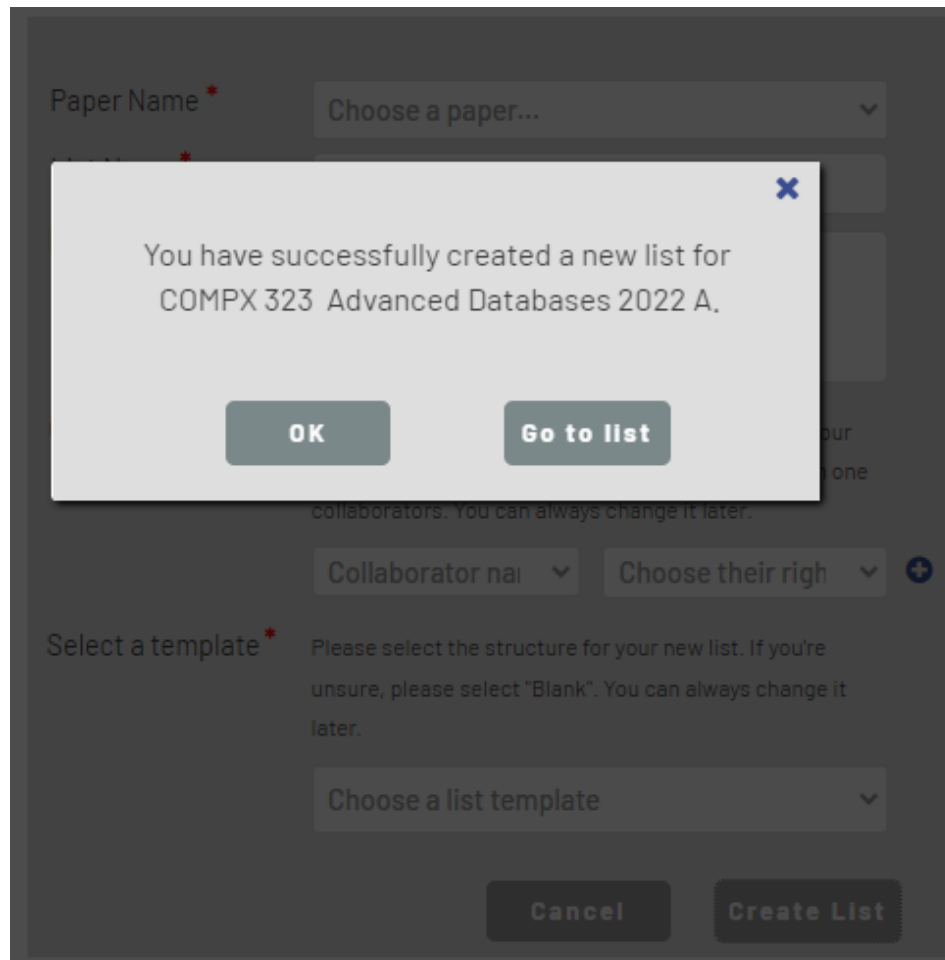 Paper Name *
Choose a paper...
You have successfully created a new list for
COMPX 323 Advanced Databases 2022 A.
OK
Go to list
one
collaborators. You can always change it later.
Collaborator
Choose their
Select a template *
Please select the structure for your new list. If you're
unsure, please select "Blank". You can always change it
later.
Choose a list template
Cancel
Create List